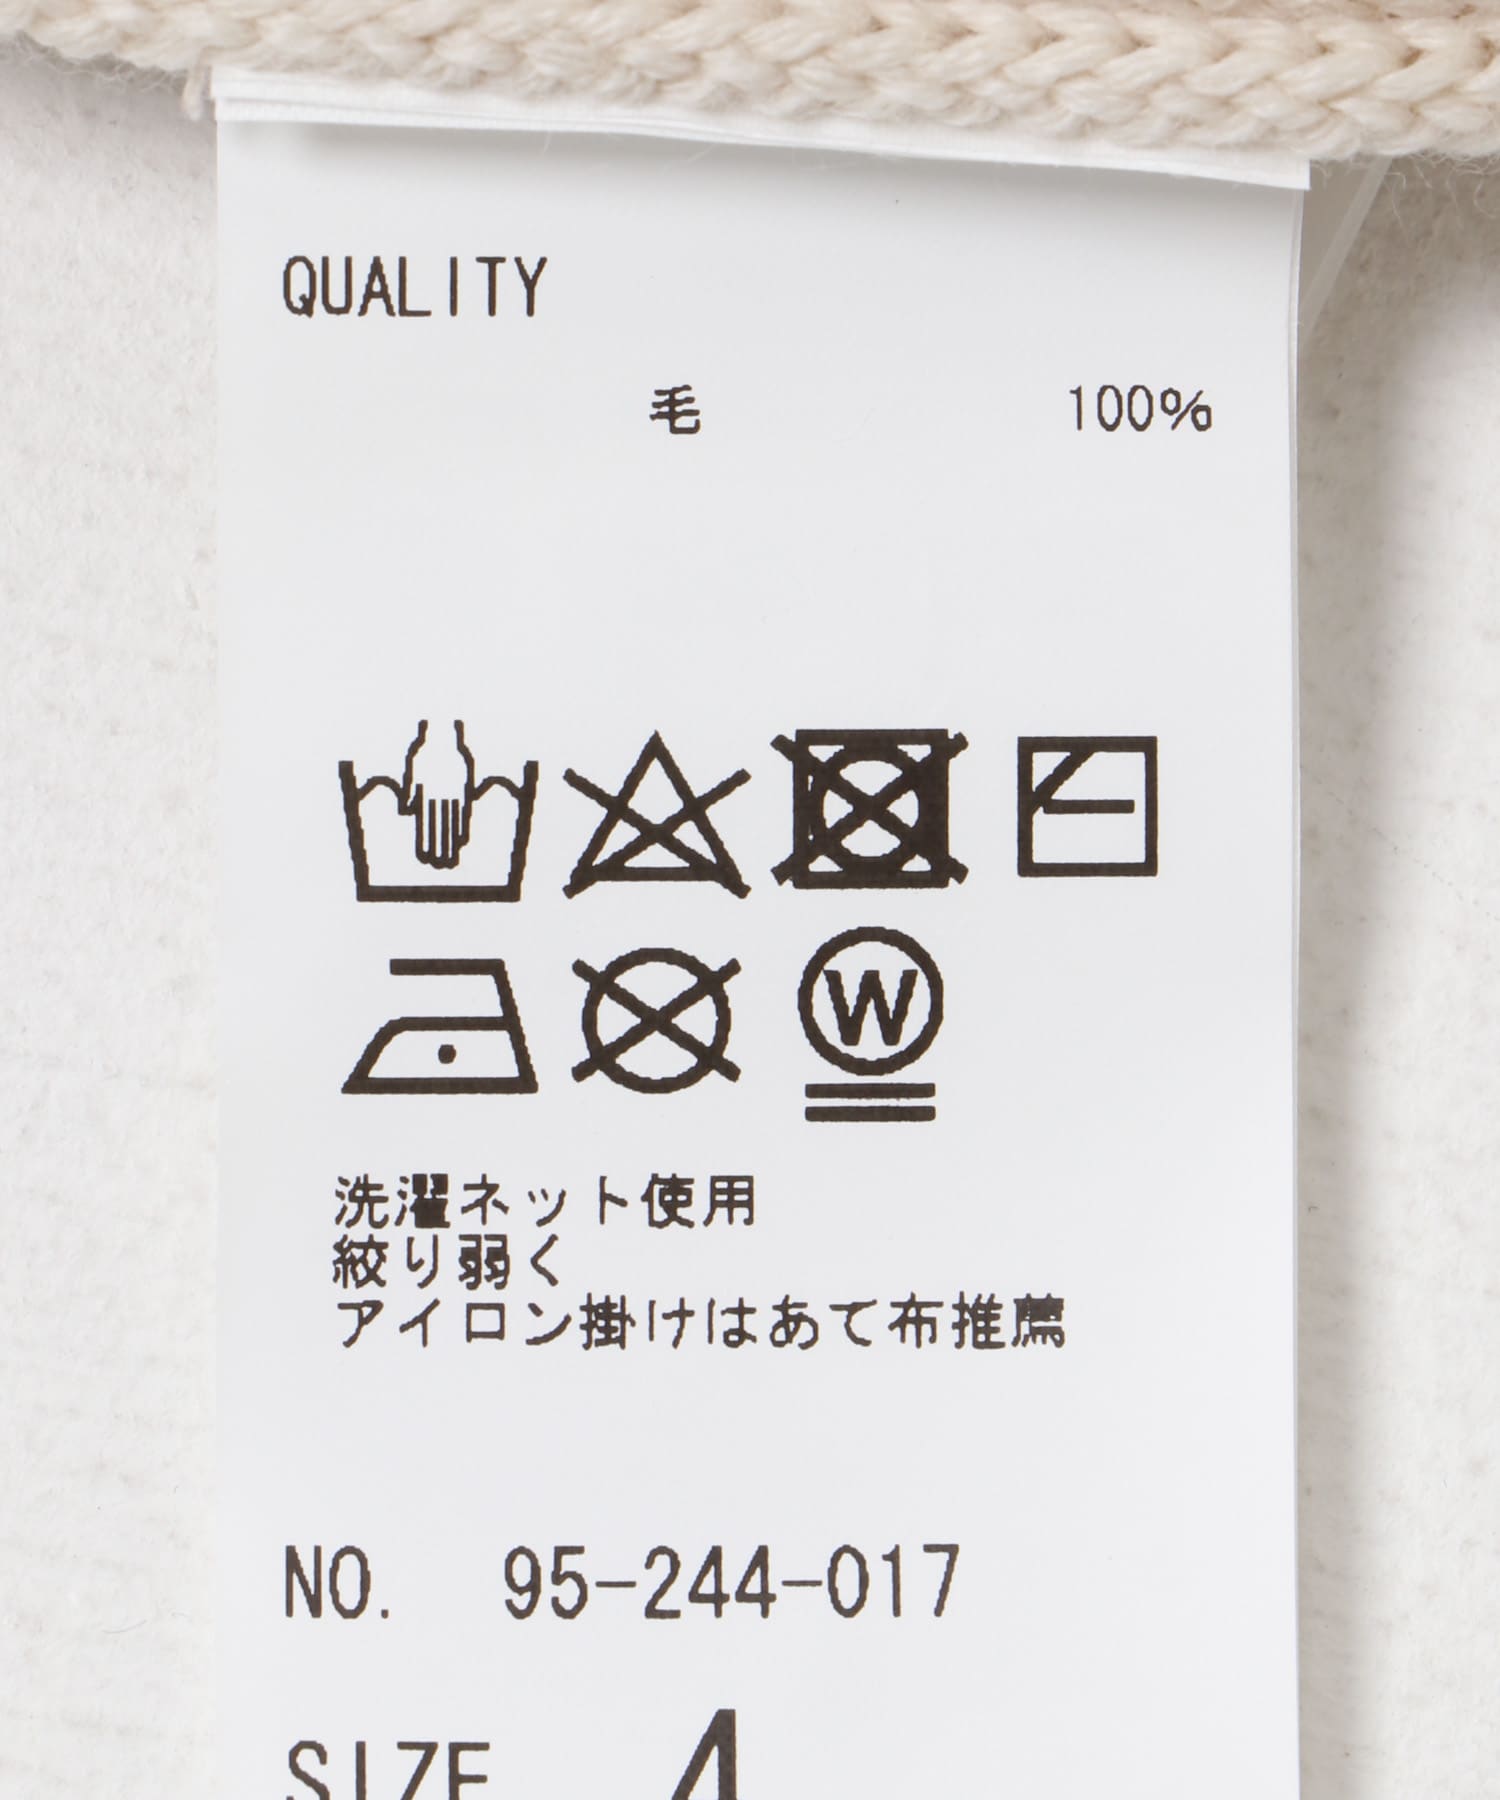 QUALITY
毛 100%
W
洗濯ネット使用
絞り弱く
アイロン掛けはあて布推薦
NO. 95-244-017
SIZE 4